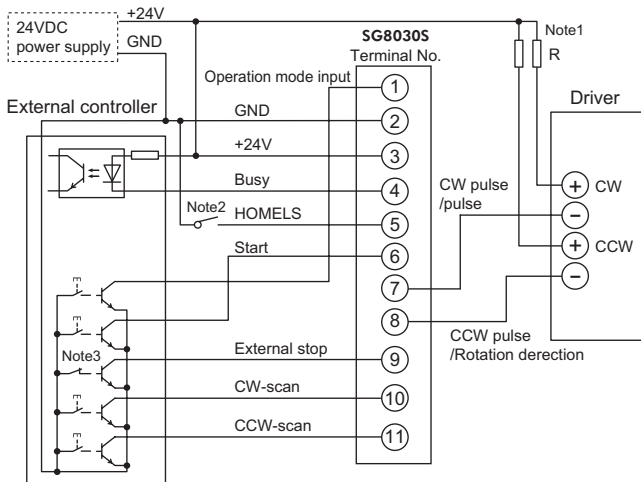 24VDC
power supply
+24V
GND
SG8030S
Terminal No.
Note1
R
Operation mode input
1
Driver
External controller
GND
2
+24V
3
Busy
4
CW pulse
/pulse
+ CW
−
Note2
HOMELS
5
+ CCW
−
Start
6
7
8
CCW pulse
/Rotation derection
Note3
External stop
9
CW-scan
10
CCW-scan
11